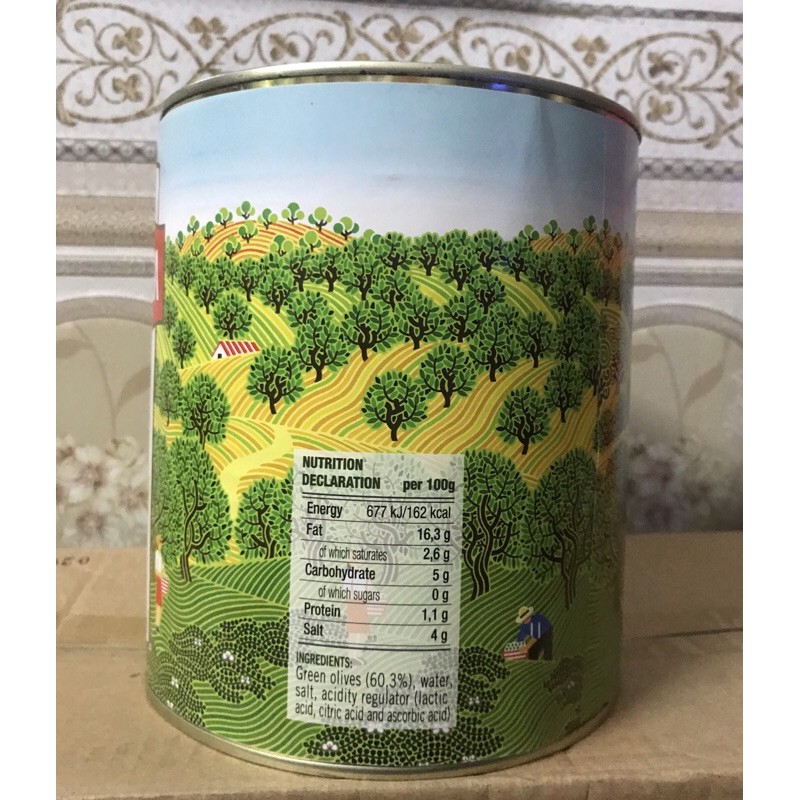 NUTRITION
DECLARATION per 100g
Energy 677 kJ/162 kcal
Fat 16,3 g
of which saturates 2,6 g
Carbohydrate 5 g
of which sugars 0 g
Protein 1,1 g
Salt 4 g
INGREDIENTS:
Green olives (60,3%), water,
salt, acidity regulator (lactic
acid, citric acid and ascorbic acid)